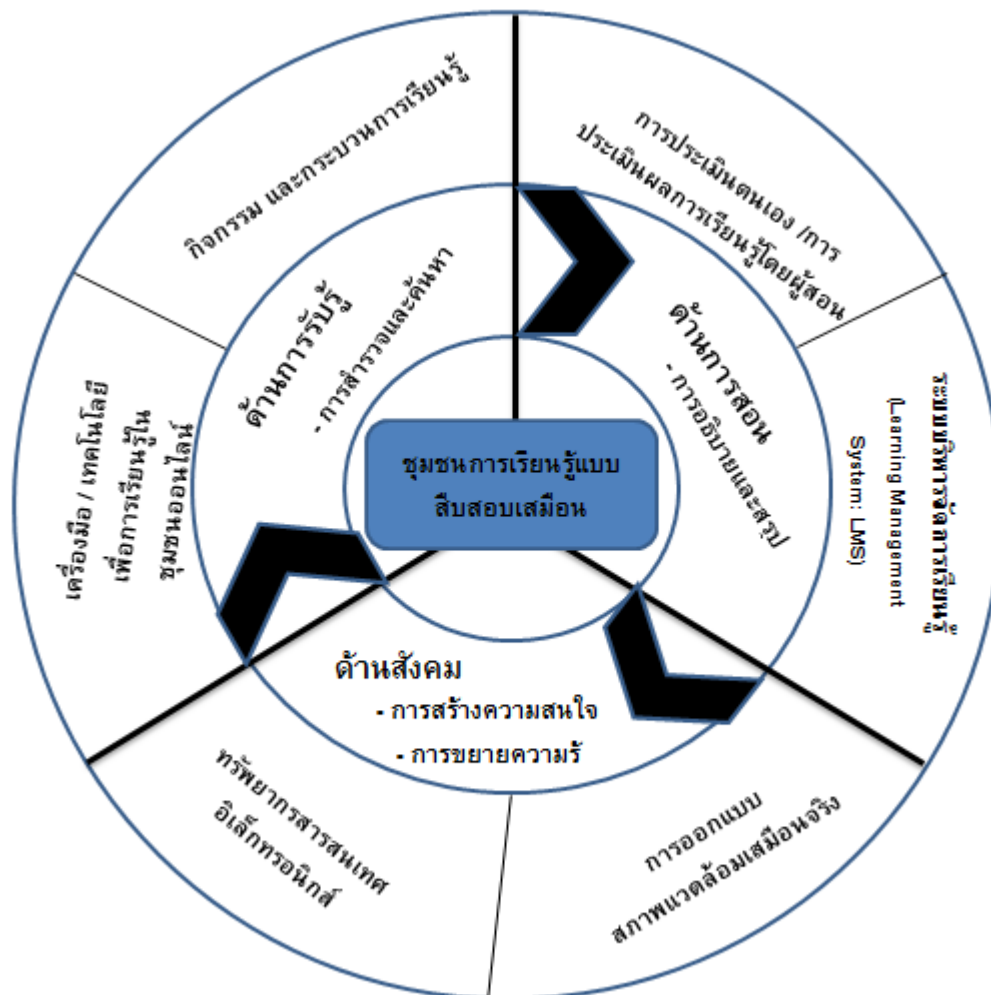 กิจกรรม และกระบวนการเรียนรู้
การประเมินตนเอง /การ
ประเมินผลการเรียนรู้โดยผู้สอน
ด้านการรับรู้
- การสำรวจและค้นหา
ด้านการสอน
- การอธิบายและสรุป
เครื่องมือ / เทคโนโลยี
เพื่อการเรียนรู้ใน
ชุมชนออนไลน์
ชุมชนการเรียนรู้แบบ
สืบสอบเสมือน
ระบบบริหารจัดการเรียนรู้
(Learning Management
System: LMS)
ด้านสังคม
- การสร้างความสนใจ
- การขยายความรั
ทรัพยากรสารสนเทศ
อิเล็กทรอนิกส์
การออกแบบ
สภาพแวดล้อมเสมือนจริง